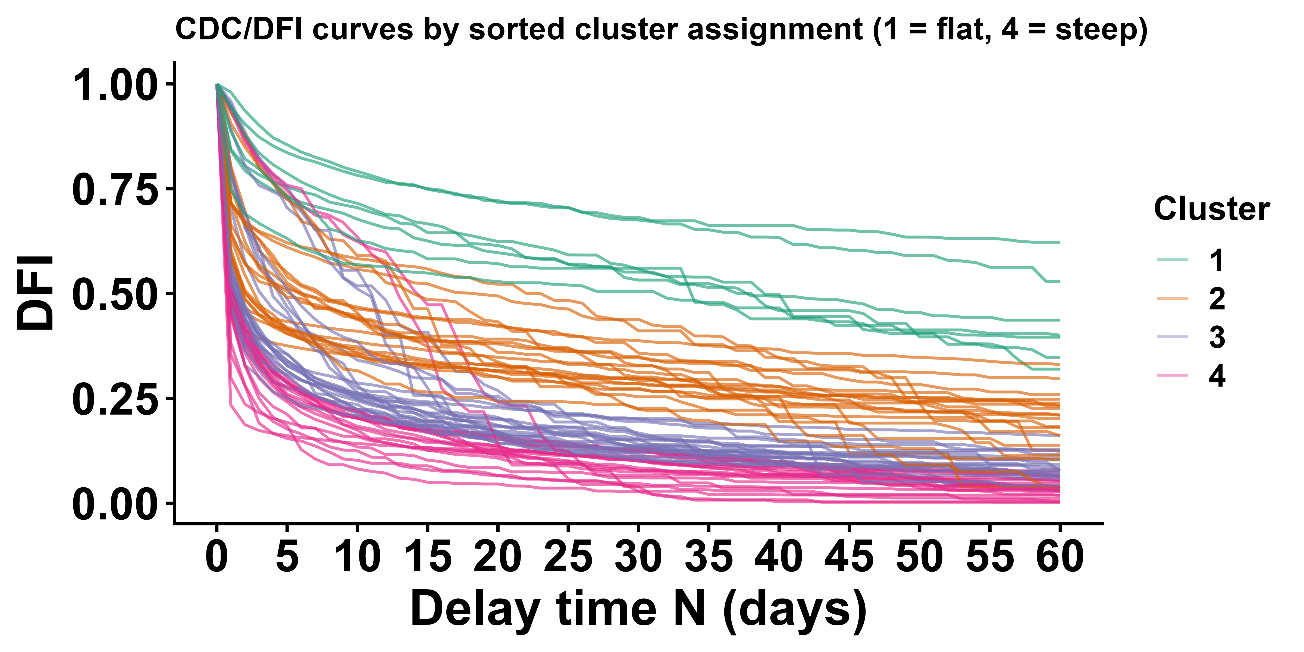 CDC/DFI curves by sorted cluster assignment (1 = flat, 4 = steep)
1.00
0.75
0.50
0.25
0.00
DFI
0 5 10 15 20 25 30 35 40 45 50 55 60
Delay time N (days)
Cluster
1
2
3
4